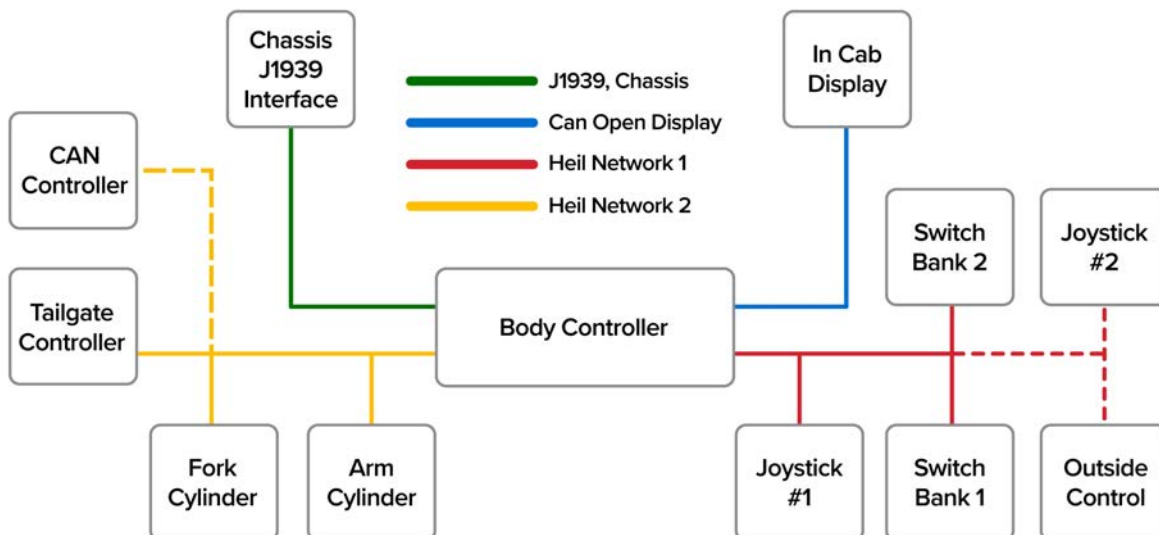 Chassis
J1939
Interface
In Cab
Display
J1939, Chassis
Can Open Display
Heil Network 1
Heil Network 2
CAN
Controller
Switch
Bank 2
Joystick
#2
Tailgate
Controller
Body Controller
Fork
Cylinder
Arm
Cylinder
Joystick
#1
Switch
Bank 1
Outside
Control